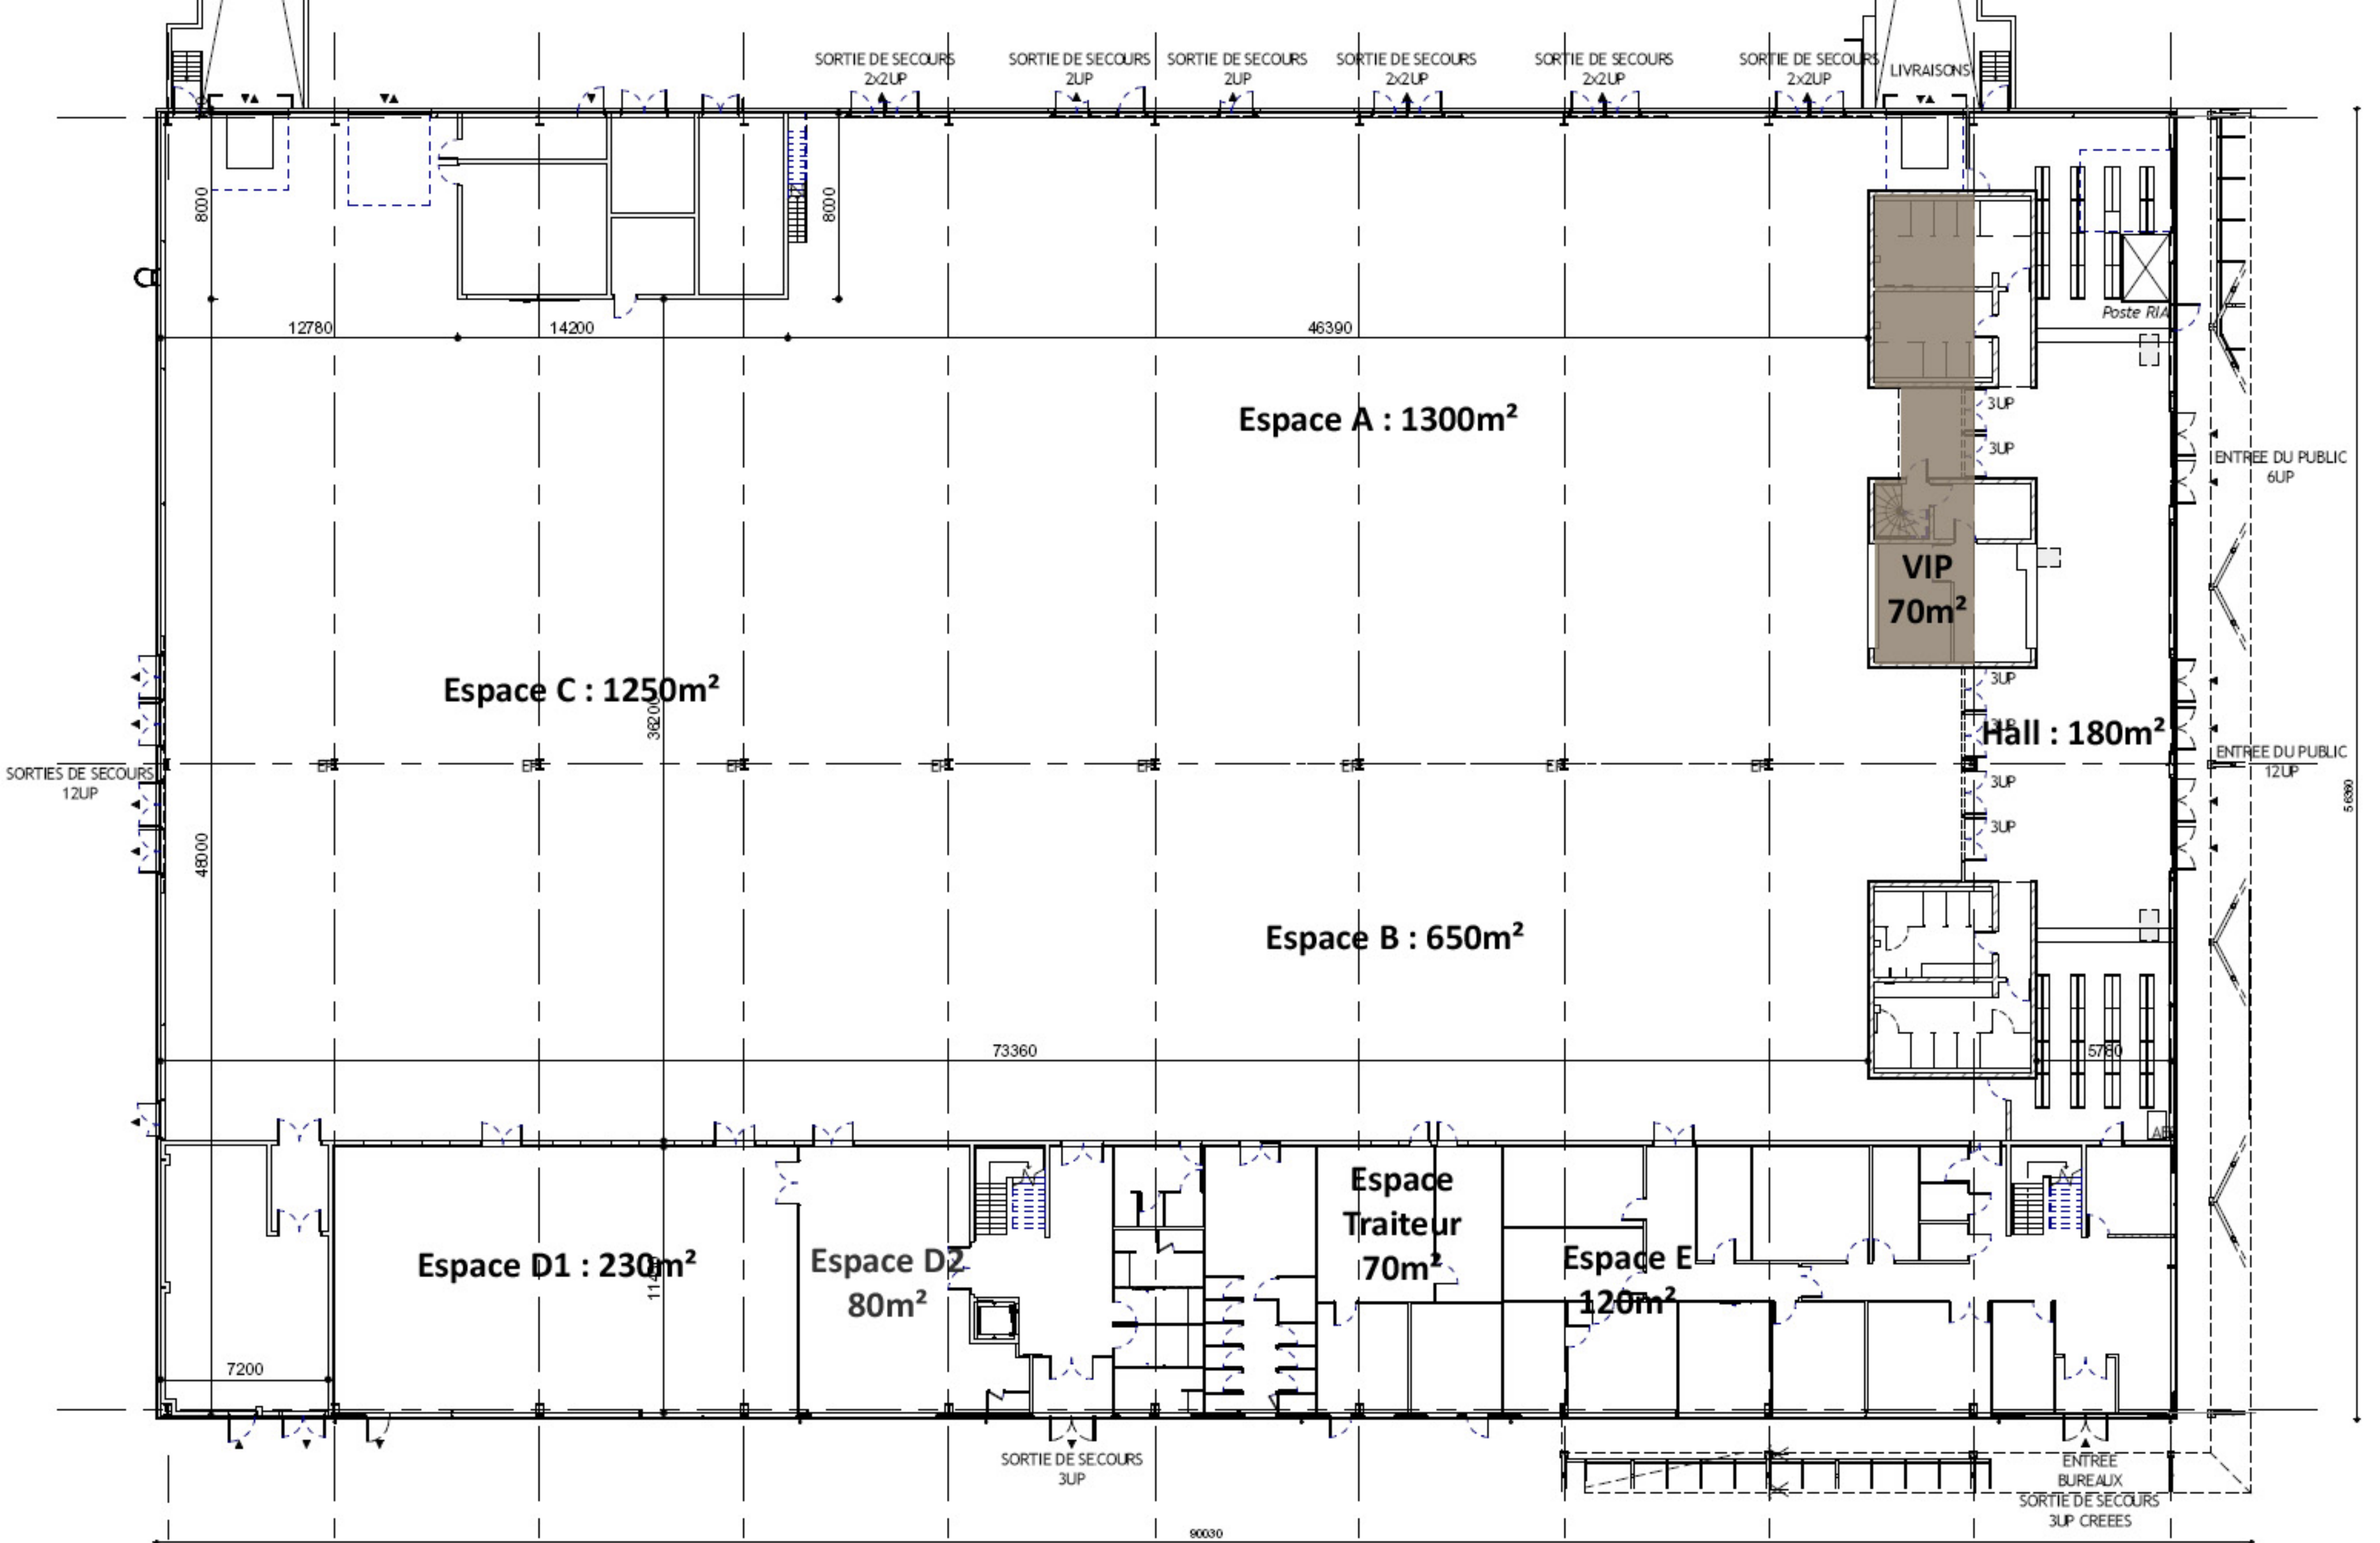 SORTIE DE SECOURS
2x2UP
SORTIE DE SECOURS
2UP
SORTIE DE SECOURS
2UP
SORTIE DE SECOURS
2x2UP
SORTIE DE SECOURS
2x2UP
SORTIE DE SECOURS
2x2UP
LIVRAISONS
8000
8000
Poste RIA
12780
14200
46390
3UP
Espace A : 1300m²
3UP
ENTREE DU PUBLIC
6UP
VIP
70m²
3UP
Espace C : 1250m²
36200
3UP
Hall : 180m²
ENTREE DU PUBLIC
12UP
SORTIES DE SECOURS
12UP
3UP
56360
3UP
48000
Espace B : 650m²
73360
5780
Espace
Traiteur
70m²
Espace D1 : 230m²
Espace D2
80m²
Espace E
120m²
7200
SORTIE DE SECOURS
3UP
ENTREE
BUREAUX
SORTIE DE SECOURS
3UP CREEES
90030